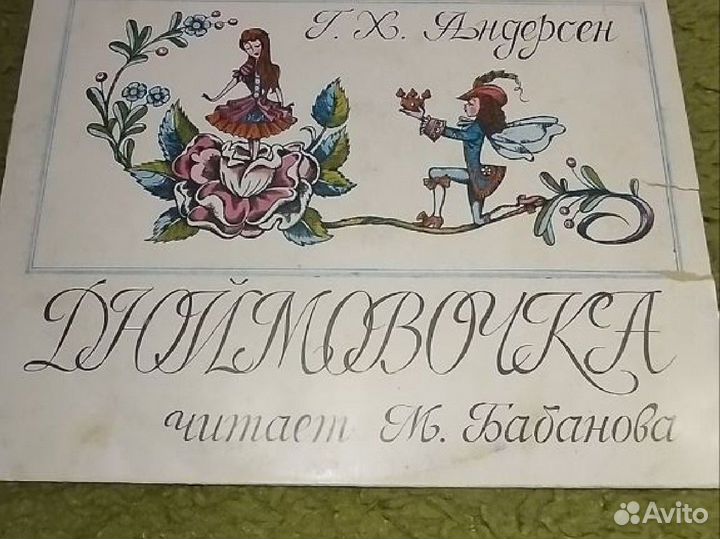 Г. Х. Андерсен
ДЮЙМОВОЧКА
читает М. Бабанова
Avito